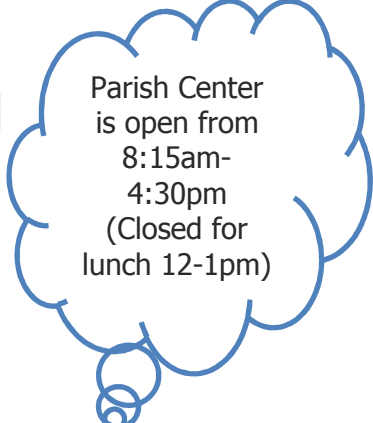 Parish Center
is open from
8:15am-
4:30pm
(Closed for
lunch 12-1pm)